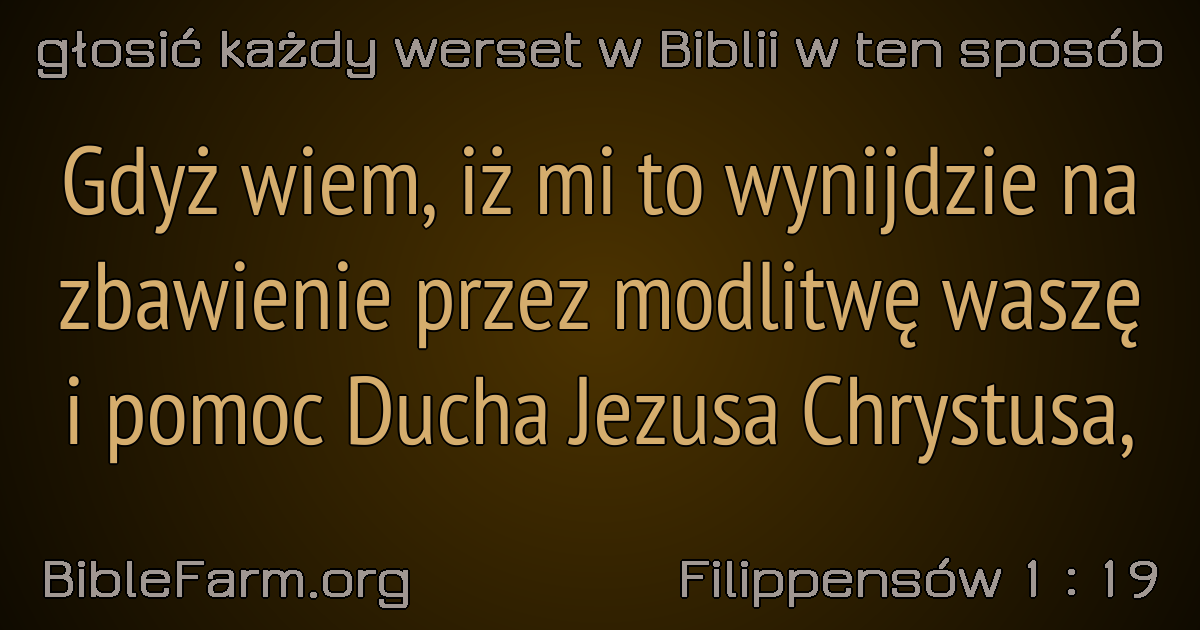 głosić każdy werset w Biblii w ten sposób
Gdyż wiem, iż mi to wynijdzie na
zbawienie przez modlitwę waszę
i pomoc Ducha Jezusa Chrystusa,
BibleFarm.org
Filippensów 1 : 19